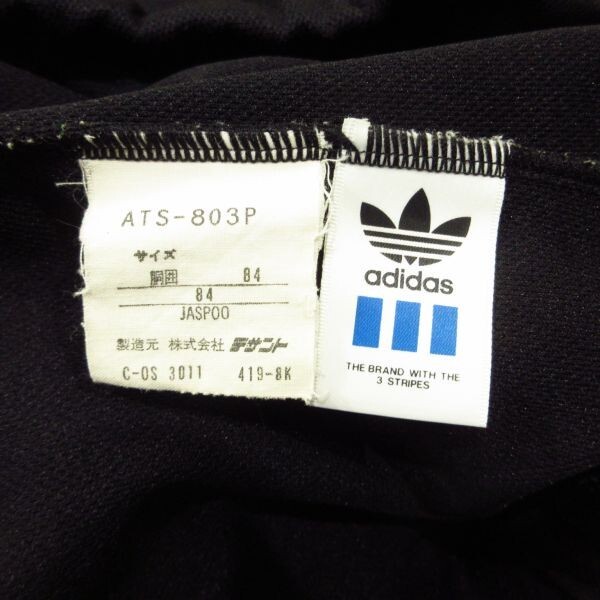 ATS-803P
サイズ
胴囲 84
84
JASPOO
製造元 株式会社 デサント
C-OS 3011 419-8K
adidas
THE BRAND WITH THE
3 STRIPES